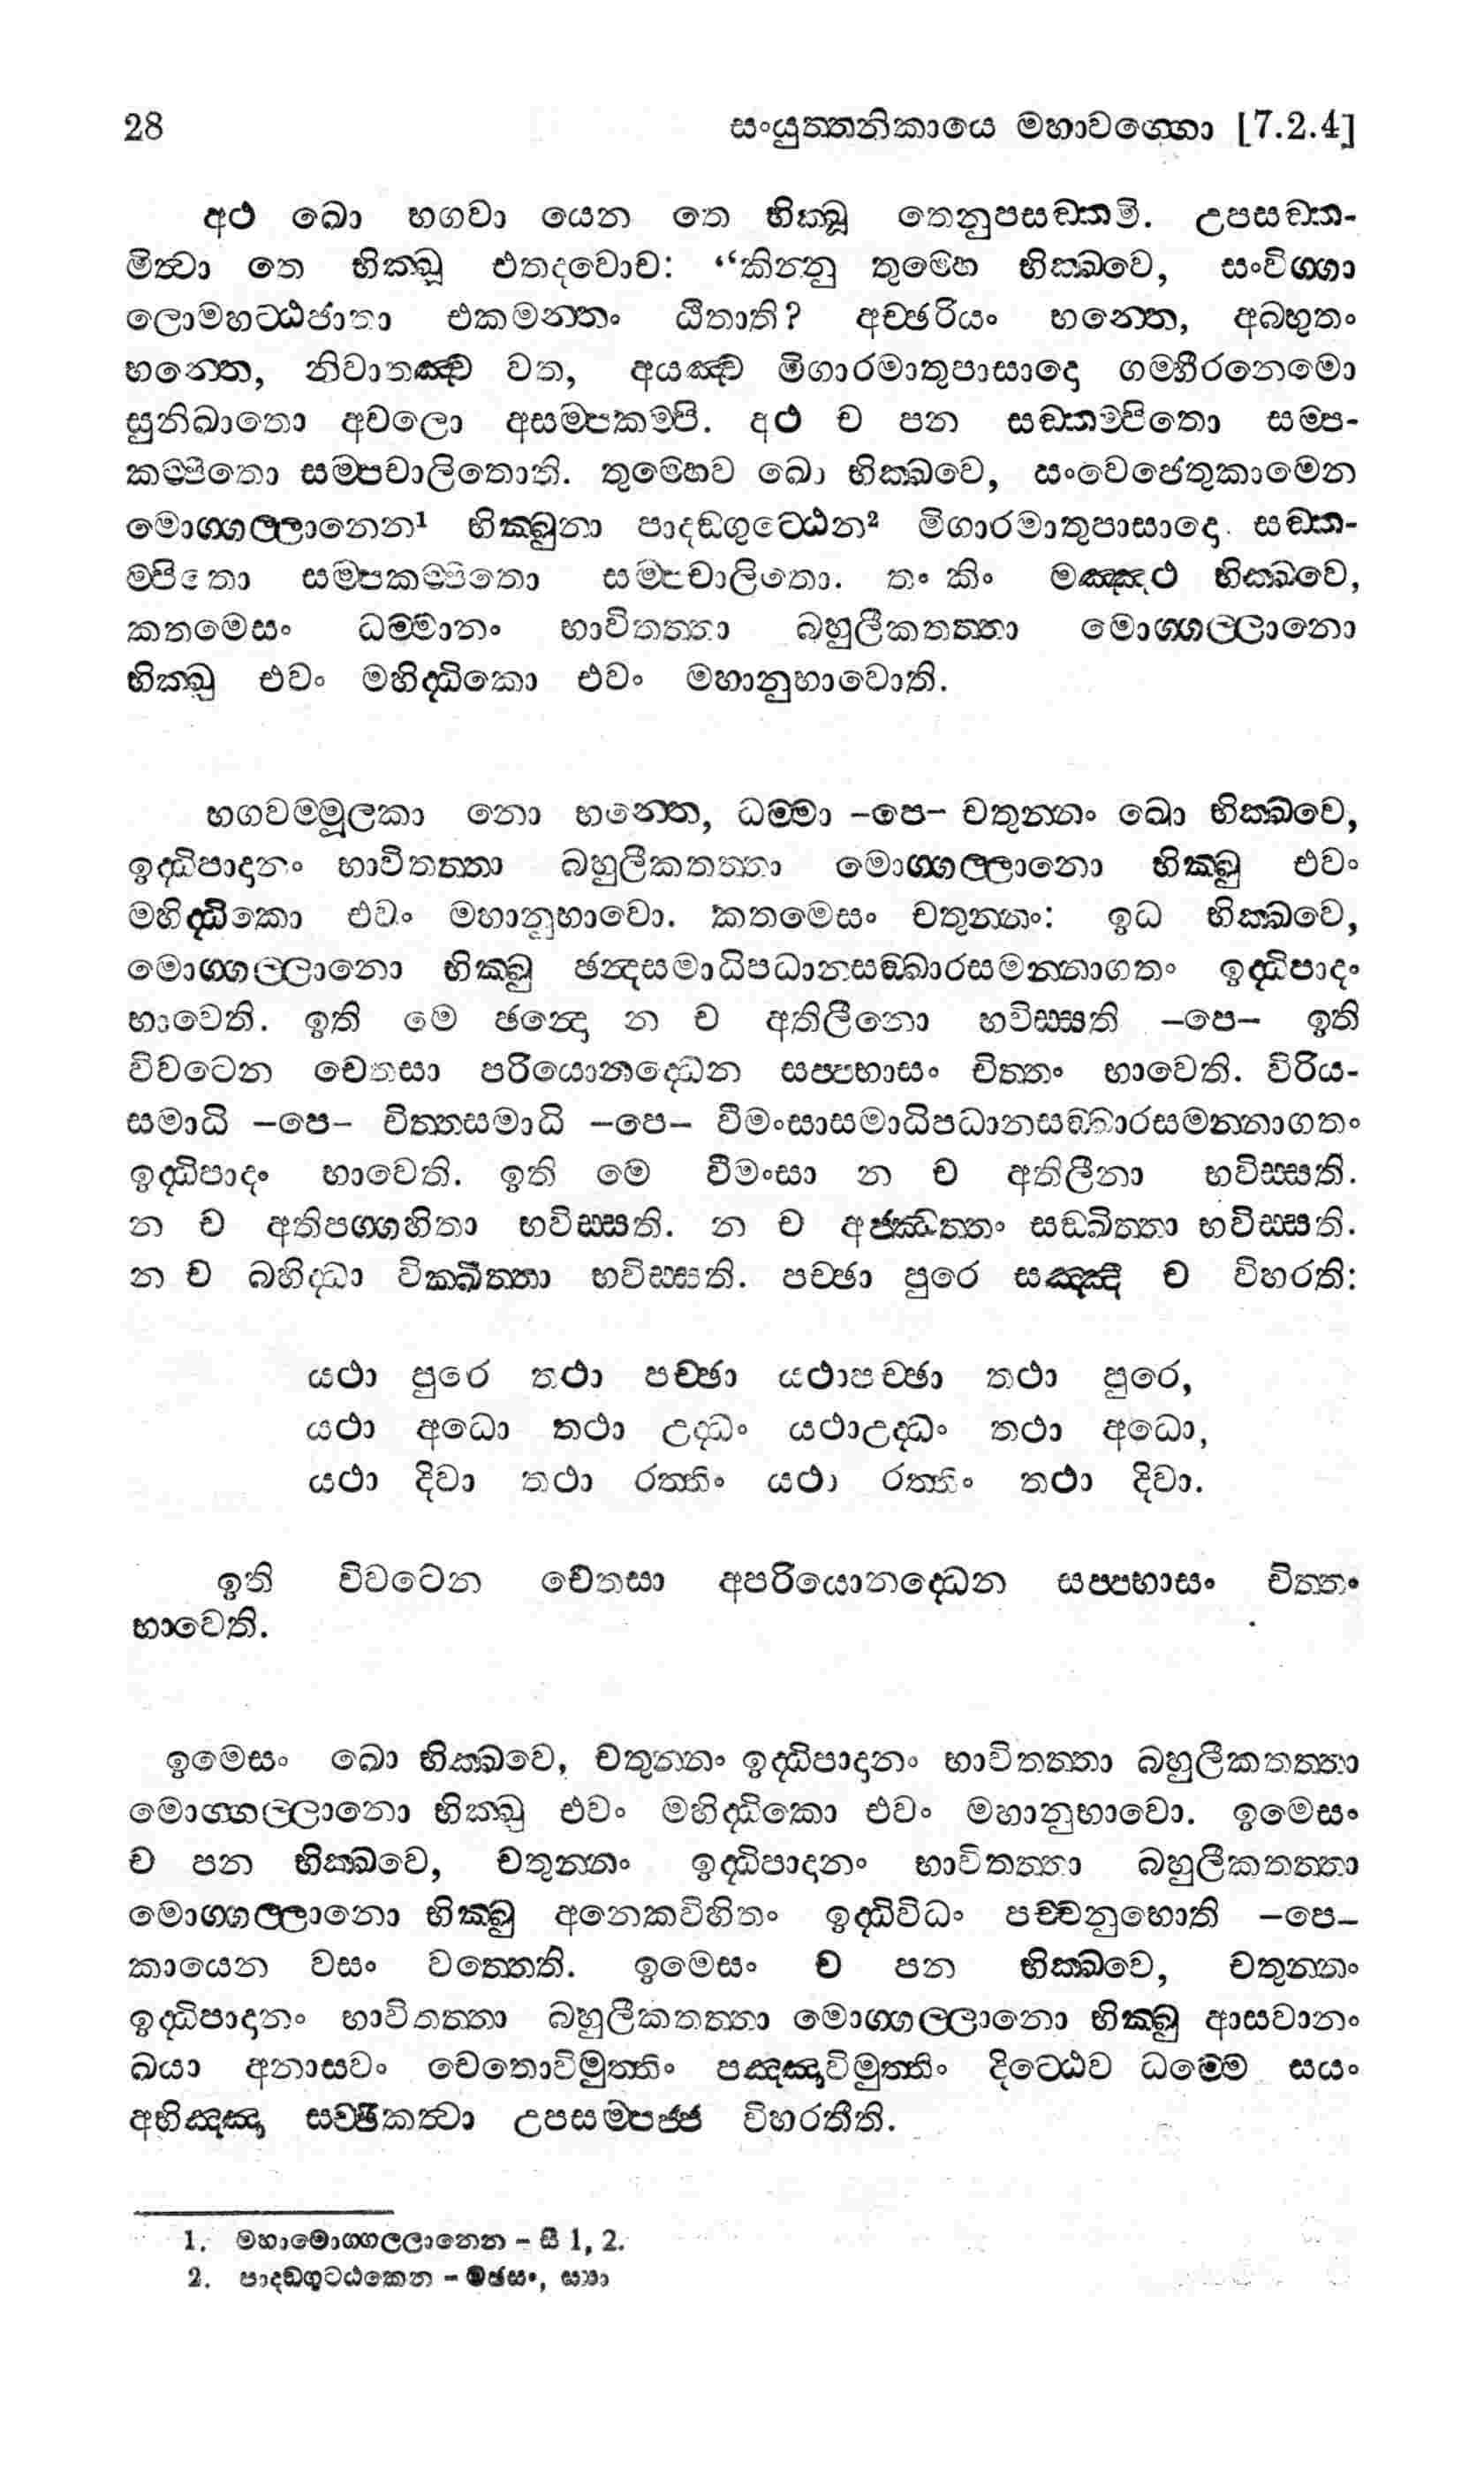 28 සංයුත්තනිකායෙ මහාවග්ගො [7.2.4]
අථ ඛො භගවා යෙන තෙ භික්ඛූ තෙනුපසඞ්කමි. උපසඞ්ක-
මිත්වා තෙ භික්ඛූ එතදවොච: “කින්නු තුම්හෙ භික්ඛවෙ, සංවිග්ගා
ලොමහට්ඨජාතා එකමන්තං ඨිතාති? අච්ඡරියං භන්තෙ, අබ්භුතං
භන්තෙ, නිවාතඤ්ච වත, අයඤ්ච මිගාරමාතුපාසාදො ගම්භීරනෙමො
සුනිඛාතො අචලො අසම්පකම්පි. අථ ච පන සඞ්කම්පිතො සම්ප-
කම්පිතො සම්පචාලිතොති. තුම්හෙව ඛො භික්ඛවෙ, සංවෙජෙතුකාමෙන
මොග්ගල්ලානෙන¹ භික්ඛුනා පාදඞ්ගුට්ඨෙන² මිගාරමාතුපාසාදො සඞ්ක-
ම්පිතො සම්පකම්පිතො සම්පචාලිතො. තං කිං මඤ්ඤථ භික්ඛවෙ,
කතමෙසං ධම්මානං භාවිතත්තා බහුලීකතත්තා මොග්ගල්ලානො
භික්ඛු එවං මහිද්ධිකො එවං මහානුභාවොති.
භගවම්මූලකා නො භන්තෙ, ධම්මා –පෙ– චතුන්නං ඛො භික්ඛවෙ,
ඉද්ධිපාදානං භාවිතත්තා බහුලීකතත්තා මොග්ගල්ලානො භික්ඛු එවං
මහිද්ධිකො එවං මහානුභාවො. කතමෙසං චතුන්නං: ඉධ භික්ඛවෙ,
මොග්ගල්ලානො භික්ඛු ඡන්දසමාධිපධානසඞ්ඛාරසමන්නාගතං ඉද්ධිපාදං
භාවෙති. ඉති මෙ ඡන්දො න ච අතිලීනො භවිස්සති –පෙ– ඉති
විවටෙන චෙතසා පරියොනද්ධෙන සප්පභාසං චිත්තං භාවෙති. විරිය-
සමාධි –පෙ– චිත්තසමාධි –පෙ– වීමංසාසමාධිපධානසඞ්ඛාරසමන්නාගතං
ඉද්ධිපාදං භාවෙති. ඉති මෙ වීමංසා න ච අතිලීනා භවිස්සති.
න ච අතිපග්ගහිතා භවිස්සති. න ච අජ්ඣත්තං සඞ්ඛිත්තා භවිස්සති.
න ච බහිද්ධා වික්ඛිත්තා භවිස්සති. පච්ඡා පුරෙ සඤ්ඤී ච විහරති:
යථා පුරෙ තථා පච්ඡා යථාපච්ඡා තථා පුරෙ,
යථා අධො තථා උද්ධං යථාඋද්ධං තථා අධො,
යථා දිවා තථා රත්තිං යථා රත්තිං තථා දිවා.
ඉති විවටෙන චෙතසා අපරියොනද්ධෙන සප්පභාසං චිත්තං
භාවෙති.
ඉමෙසං ඛො භික්ඛවෙ, චතුන්නං ඉද්ධිපාදානං භාවිතත්තා බහුලීකතත්තා
මොග්ගල්ලානො භික්ඛු එවං මහිද්ධිකො එවං මහානුභාවො. ඉමෙසං
ච පන භික්ඛවෙ, චතුන්නං ඉද්ධිපාදානං භාවිතත්තා බහුලීකතත්තා
මොග්ගල්ලානො භික්ඛු අනෙකවිහිතං ඉද්ධිවිධං පච්චනුභොති –පෙ–
කායෙන වසං වත්තෙති. ඉමෙසං ච පන භික්ඛවෙ, චතුන්නං
ඉද්ධිපාදානං භාවිතත්තා බහුලීකතත්තා මොග්ගල්ලානො භික්ඛු ආසවානං
ඛයා අනාසවං චෙතොවිමුත්තිං පඤ්ඤාවිමුත්තිං දිට්ඨෙව ධම්මෙ සයං
අභිඤ්ඤා සච්ඡිකත්වා උපසම්පජ්ජ විහරතීති.
1. මහාමොග්ගල්ලානෙන – සී 1, 2.
2. පාදඞ්ගුට්ඨකෙන – මඡසං, ස්‍යා